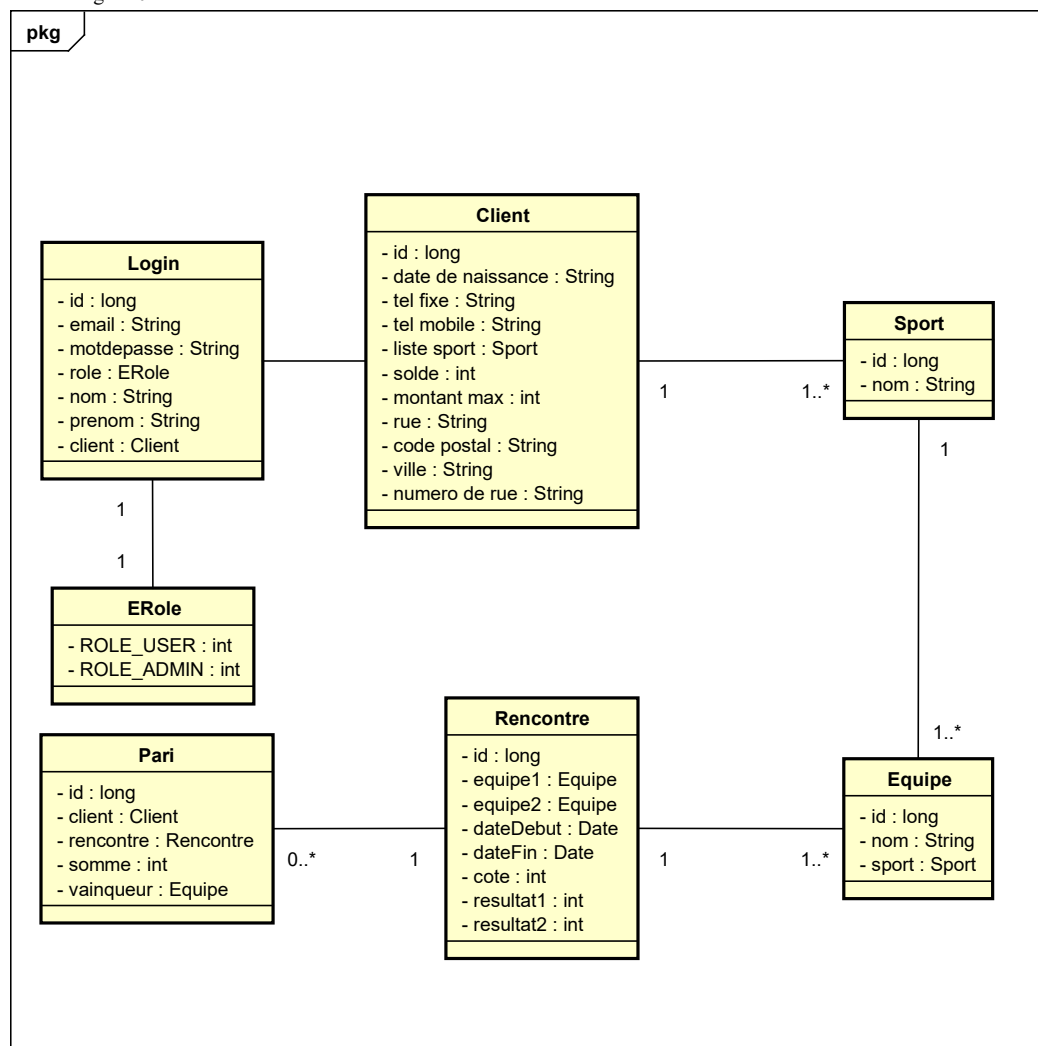 pkg
Login
- id : long
- email : String
- motdepasse : String
- role : ERole
- nom : String
- prenom : String
- client : Client
Client
- id : long
- date de naissance : String
- tel fixe : String
- tel mobile : String
- liste sport : Sport
- solde : int
- montant max : int
- rue : String
- code postal : String
- ville : String
- numero de rue : String
1
1..*
Sport
- id : long
- nom : String
1
1..*
1
1
ERole
- ROLE_USER : int
- ROLE_ADMIN : int
Pari
- id : long
- client : Client
- rencontre : Rencontre
- somme : int
- vainqueur : Equipe
0..*
1
Rencontre
- id : long
- equipe1 : Equipe
- equipe2 : Equipe
- dateDebut : Date
- dateFin : Date
- cote : int
- resultat1 : int
- resultat2 : int
1
1..*
Equipe
- id : long
- nom : String
- sport : Sport